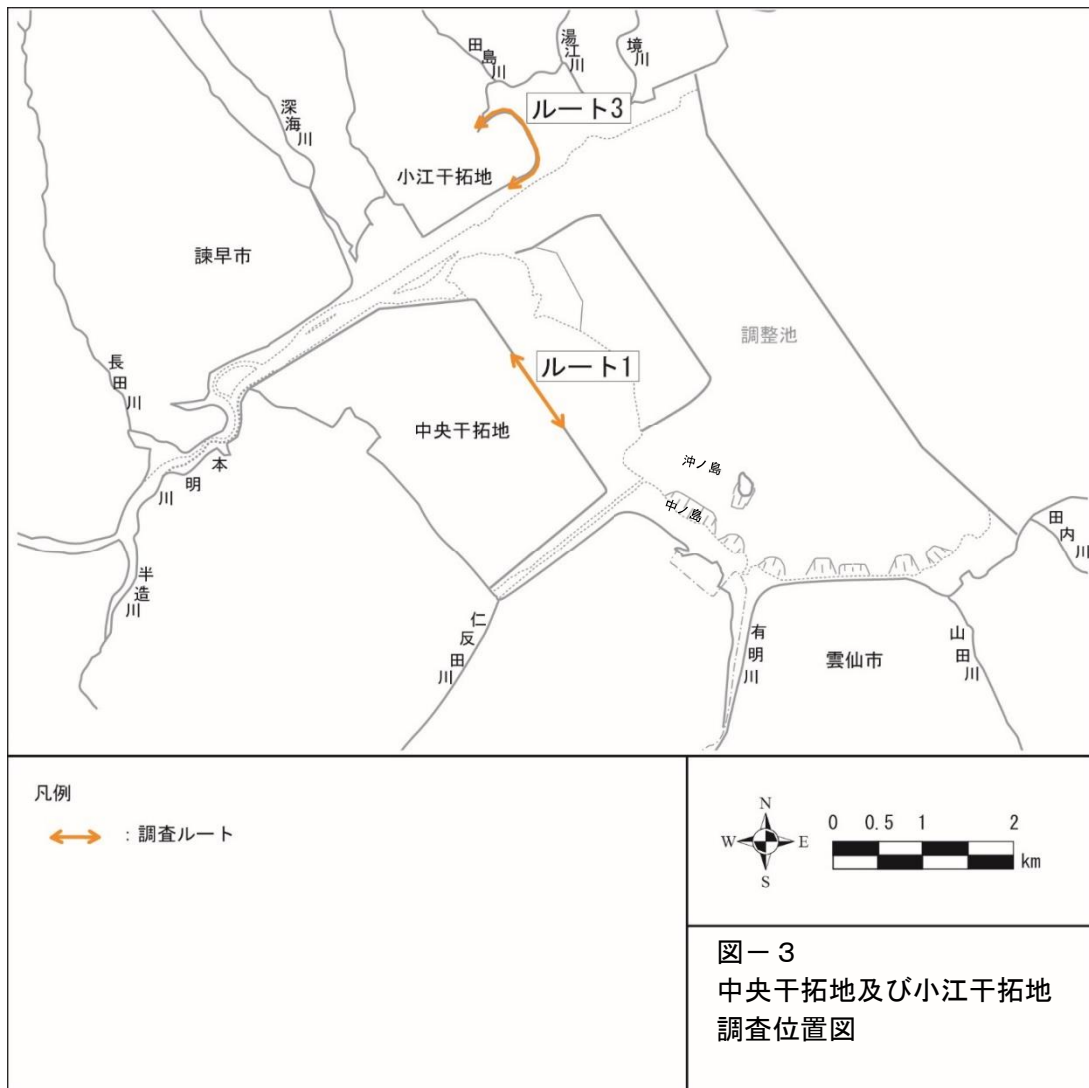 田島川
湯江川
境川
深海川
ルート3
小江干拓地
諫早市
調整池
長田川
ルート1
中央干拓地
沖ノ島
中ノ島
本明川
田内川
半造川
仁反田川
有明川
雲仙市
山田川
凡例
：調査ルート
N
W E
S
0 0.5 1 2
km
図－3
中央干拓地及び小江干拓地
調査位置図